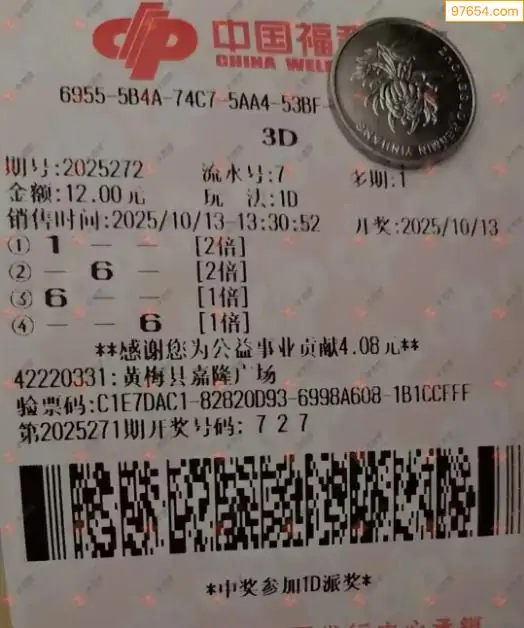 97654.com
中国福
CHINA WEL
6955-5B4A-74C7-5AA4-53BF-
3D
期号:2025272 流水号:7 多期:1
金额:12.00元 玩 法:1D
销售时间:2025/10/13-13:30:52 开奖:2025/10/13
① 1 — — [2倍]
② — 6 — [2倍]
③ 6 — — [1倍]
④ — — 6 [1倍]
**感谢您为公益事业贡献4.08元**
42220331:黄梅县嘉隆广场
验票码:C1E7DAC1-82820D93-6998A608-1B1CCFFF
第2025271期开奖号码: 7 2 7
*中奖参加1D派奖*